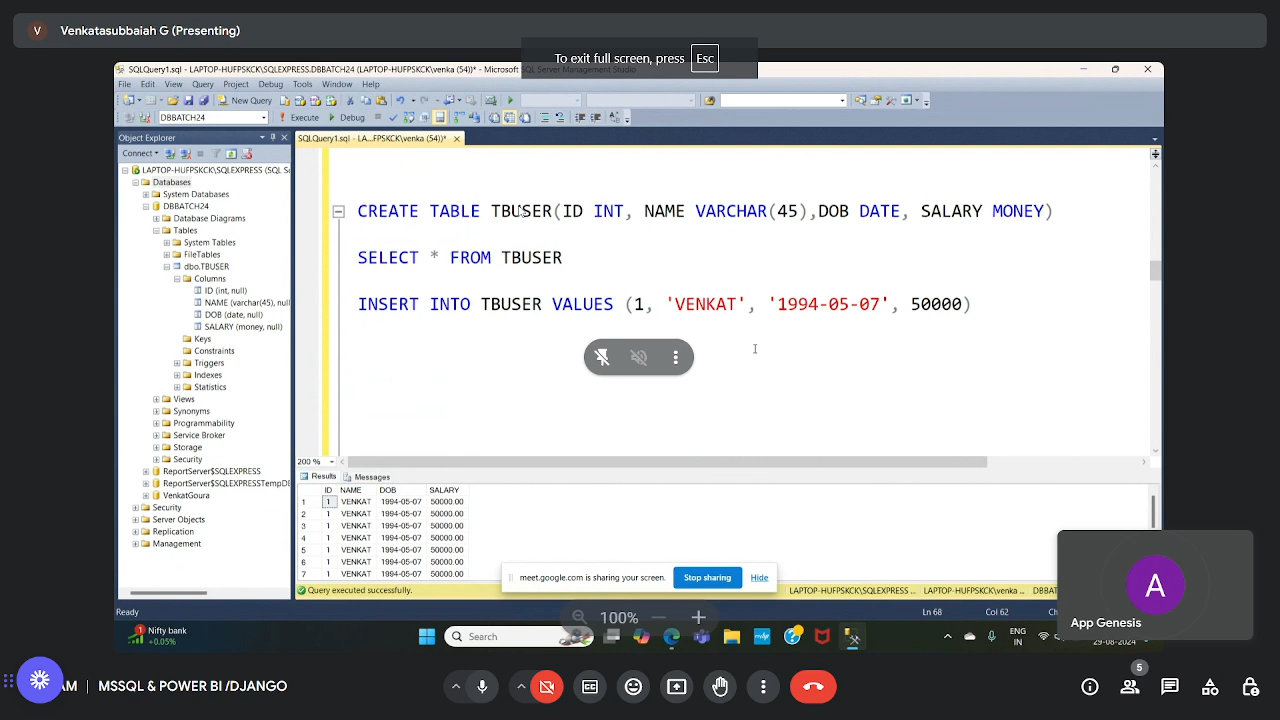 V Venkatasubbaiah G (Presenting)
To exit full screen, press Esc
SQLQuery1.sql - LAPTOP-HUFPSKCK\SQLEXPRESS.DBBATCH24 (LAPTOP-HUFPSKCK\venka (54))* - Microsoft SQL Server Management Studio
File Edit View Query Project Debug Tools Window Help
New Query
DBBATCH24 Execute Debug
Object Explorer
SQLQuery1.sql - LA...FPSKCK\venka (54))*
Connect
LAPTOP-HUFPSKCK\SQLEXPRESS (SQL S
Databases
System Databases
DBBATCH24
Database Diagrams
Tables
System Tables
FileTables
dbo.TBUSER
Columns
ID (int, null)
NAME (varchar(45), null
DOB (date, null)
SALARY (money, null)
Keys
Constraints
Triggers
Indexes
Statistics
Views
Synonyms
Programmability
Service Broker
Storage
Security
ReportServer$SQLEXPRESS
ReportServer$SQLEXPRESSTempDB
VenkatGoura
Security
Server Objects
Replication
Management
CREATE TABLE TBUSER(ID INT, NAME VARCHAR(45),DOB DATE, SALARY MONEY)
SELECT * FROM TBUSER
INSERT INTO TBUSER VALUES (1, 'VENKAT', '1994-05-07', 50000)
200 %
Results Messages
ID NAME DOB SALARY
1 1 VENKAT 1994-05-07 50000.00
2 1 VENKAT 1994-05-07 50000.00
3 1 VENKAT 1994-05-07 50000.00
4 1 VENKAT 1994-05-07 50000.00
5 1 VENKAT 1994-05-07 50000.00
6 1 VENKAT 1994-05-07 50000.00
7 1 VENKAT 1994-05-07 50000.00
meet.google.com is sharing your screen. Stop sharing Hide
Query executed successfully. LAPTOP-HUFPSKCK\SQLEXPRESS ... LAPTOP-HUFPSKCK\venka ...
Ready Ln 68 Col 62
100%
A
App Genesis
Nifty bank
+0.05%
Search
ENG
IN
29-08-2024
AM | MSSQL & POWER BI /DJANGO
5